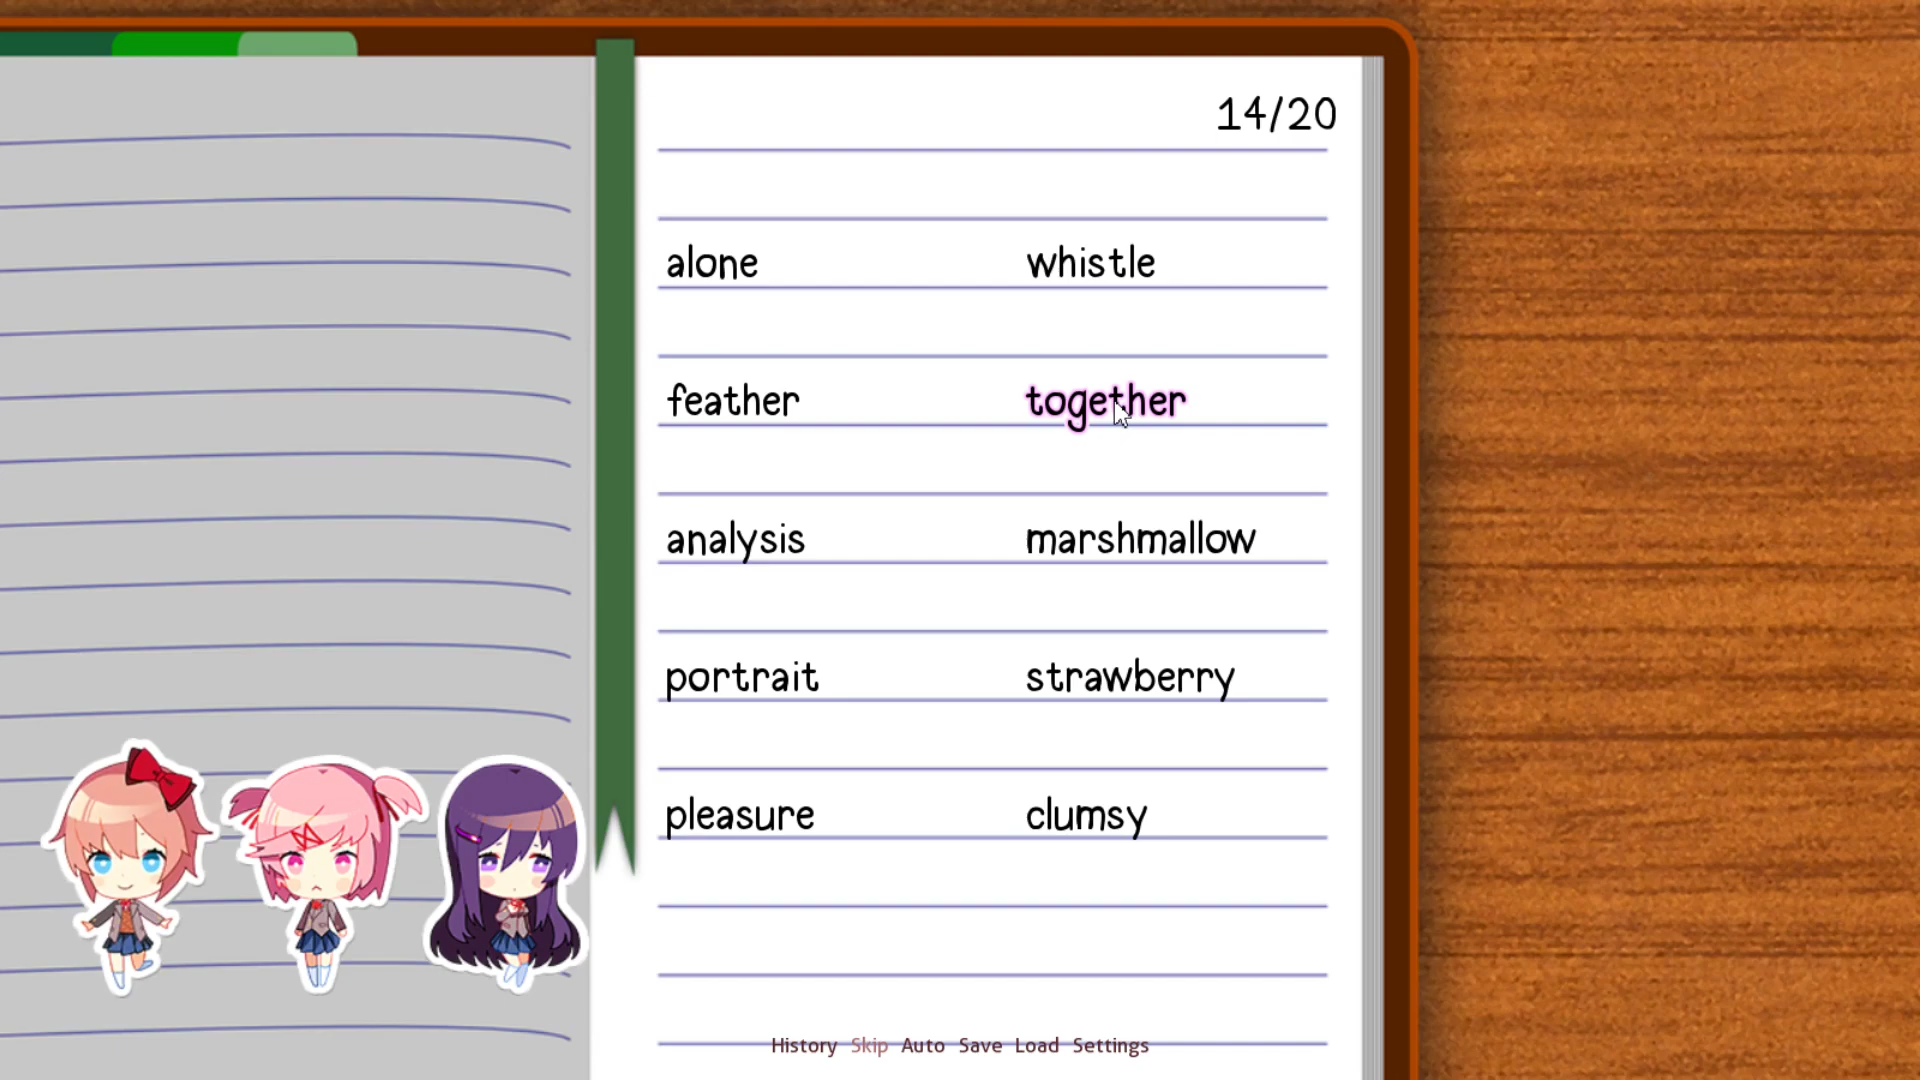 14/20
alone whistle
feather together
analysis marshmallow
portrait strawberry
pleasure clumsy
History Skip Auto Save Load Settings